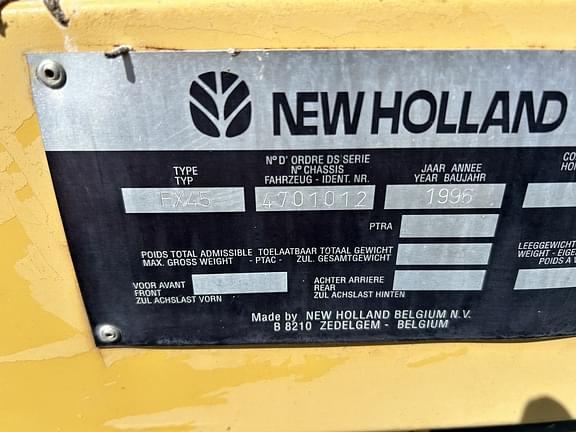 NEW HOLLAND
TYPE
TYP
FX45
N° D' ORDRE DS SERIE
N° CHASSIS
FAHRZEUG - IDENT. NR.
4701012
JAAR ANNEE
YEAR BAUJAHR
1996
PTRA
POIDS TOTAL ADMISSIBLE TOELAATBAAR TOTAAL GEWICHT
MAX. GROSS WEIGHT - PTAC - ZUL. GESAMTGEWICHT
LEEGGEWICHT
WEIGHT -
POIDS A
VOOR AVANT
FRONT
ZUL ACHSLAST VORN
ACHTER ARRIERE
REAR
ZUL ACHSLAST HINTEN
Made by NEW HOLLAND BELGIUM N.V.
B 8210 ZEDELGEM - BELGIUM